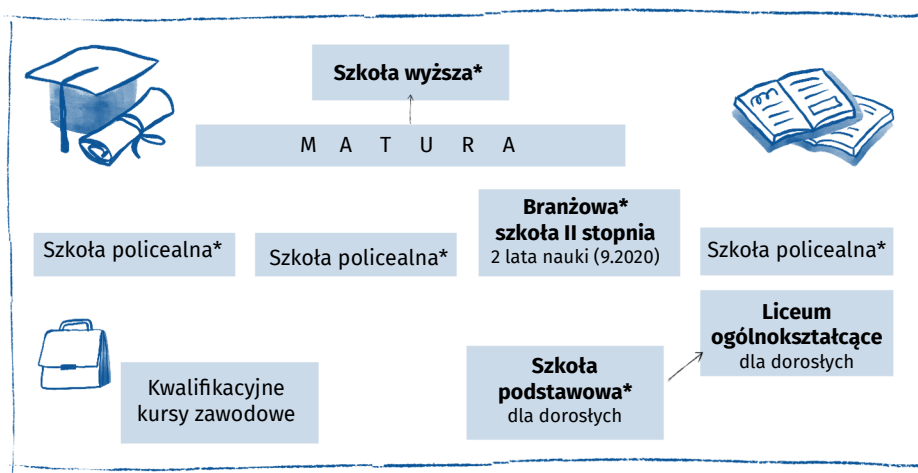 Szkoła wyższa*
M A T U R A
Branżowa*
szkoła II stopnia
2 lata nauki (9.2020)
Szkoła policealna*
Szkoła policealna*
Szkoła policealna*
Liceum
ogólnokształcące
dla dorosłych
Szkoła
podstawowa*
dla dorosłych
Kwalifikacyjne
kursy zawodowe